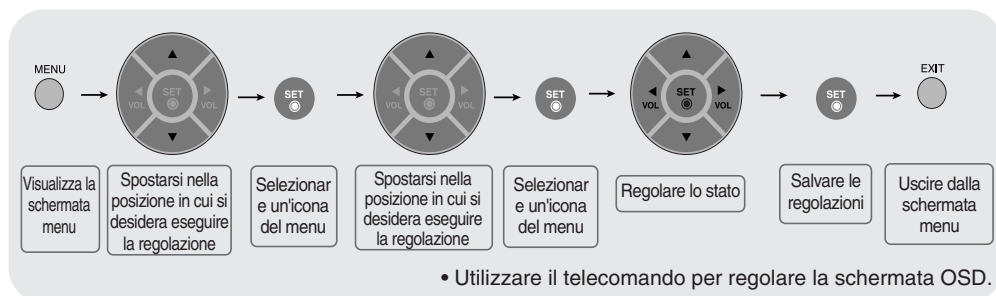 MENU
SET
VOL
VOL
SET
SET
VOL
VOL
SET
SET
VOL
VOL
SET
EXIT
Visualizza la
schermata
menu
Spostarsi nella
posizione in cui si
desidera eseguire
la regolazione
Selezionar
e un'icona
del menu
Spostarsi nella
posizione in cui si
desidera eseguire
la regolazione
Selezionar
e un'icona
del menu
Regolare lo stato
Salvare le
regolazioni
Uscire dalla
schermata
menu
• Utilizzare il telecomando per regolare la schermata OSD.